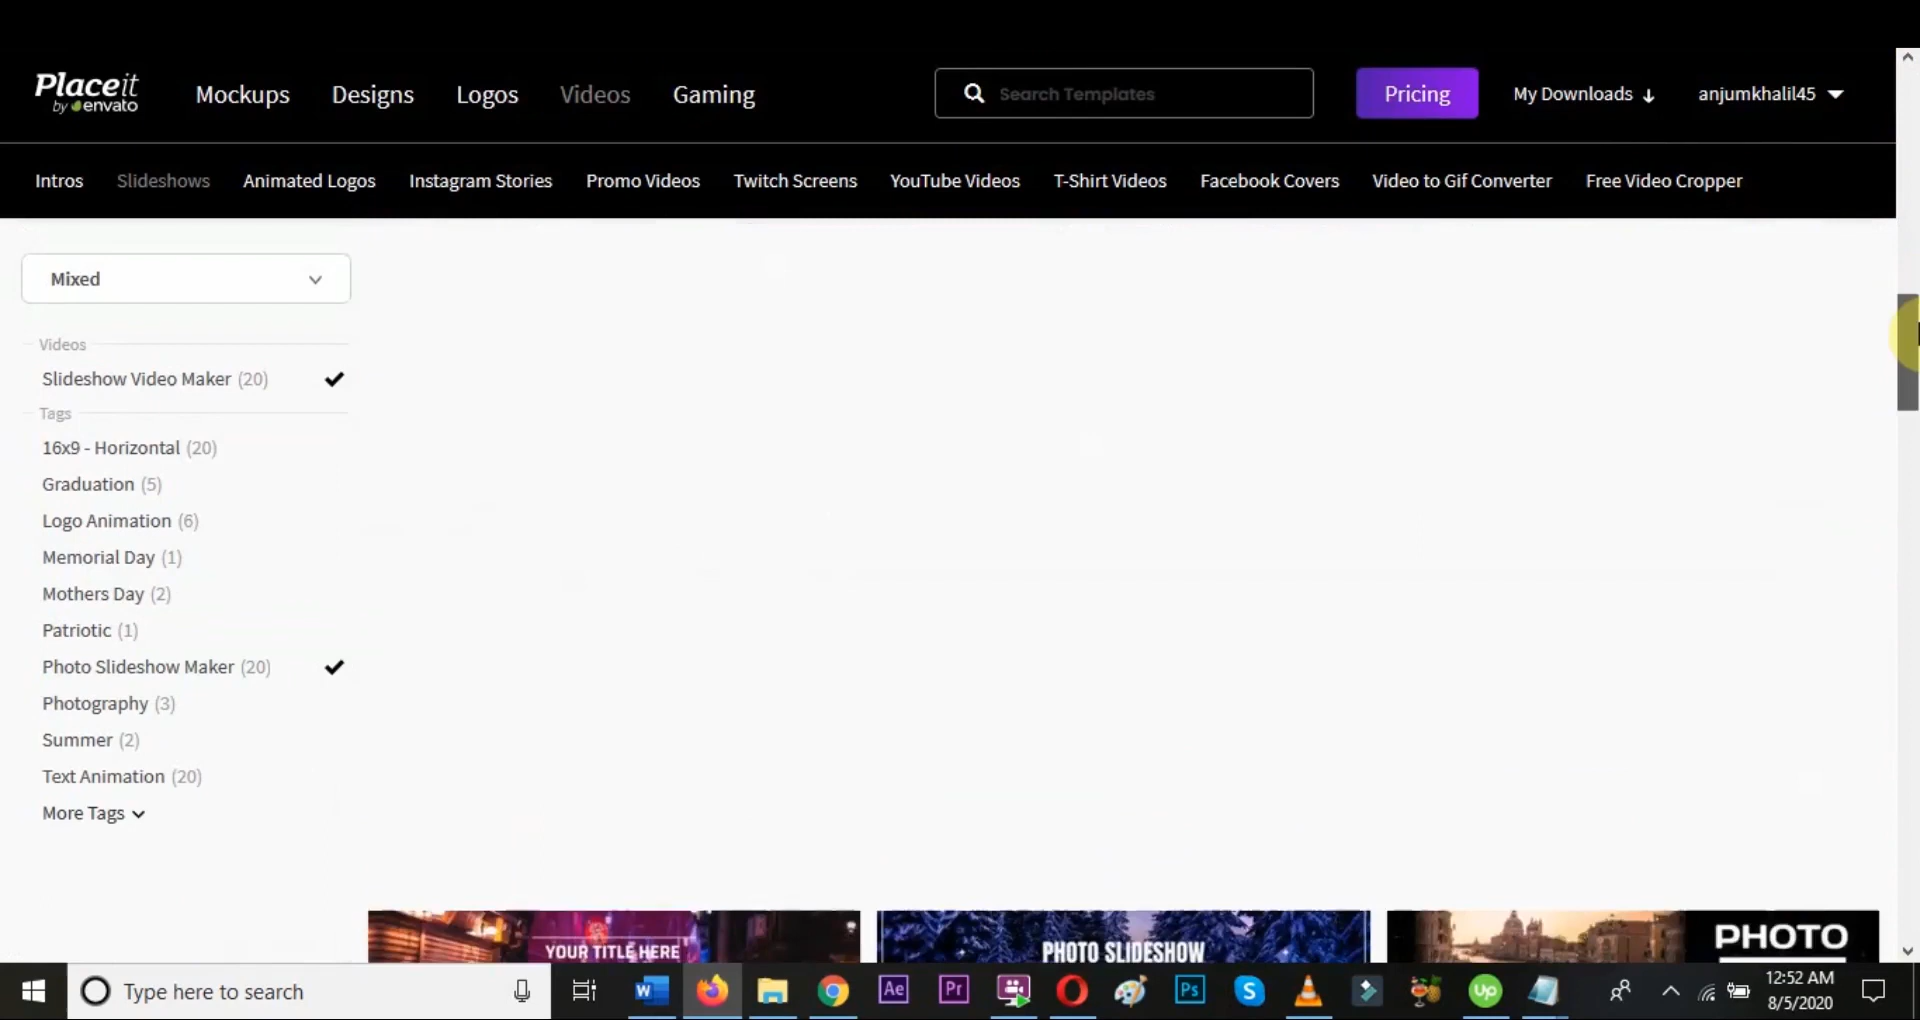 Placeit
by envato
Mockups
Designs
Logos
Videos
Gaming
Search Templates
Pricing
My Downloads
anjumkhalil45
Intros
Slideshows
Animated Logos
Instagram Stories
Promo Videos
Twitch Screens
YouTube Videos
T-Shirt Videos
Facebook Covers
Video to Gif Converter
Free Video Cropper
Mixed
Videos
Slideshow Video Maker (20)
Tags
16x9 - Horizontal (20)
Graduation (5)
Logo Animation (6)
Memorial Day (1)
Mothers Day (2)
Patriotic (1)
Photo Slideshow Maker (20)
Photography (3)
Summer (2)
Text Animation (20)
More Tags
YOUR TITLE HERE
PHOTO SLIDESHOW
PHOTO
Type here to search
W
Ae
Pr
Ps
S
Up
12:52 AM
8/5/2020